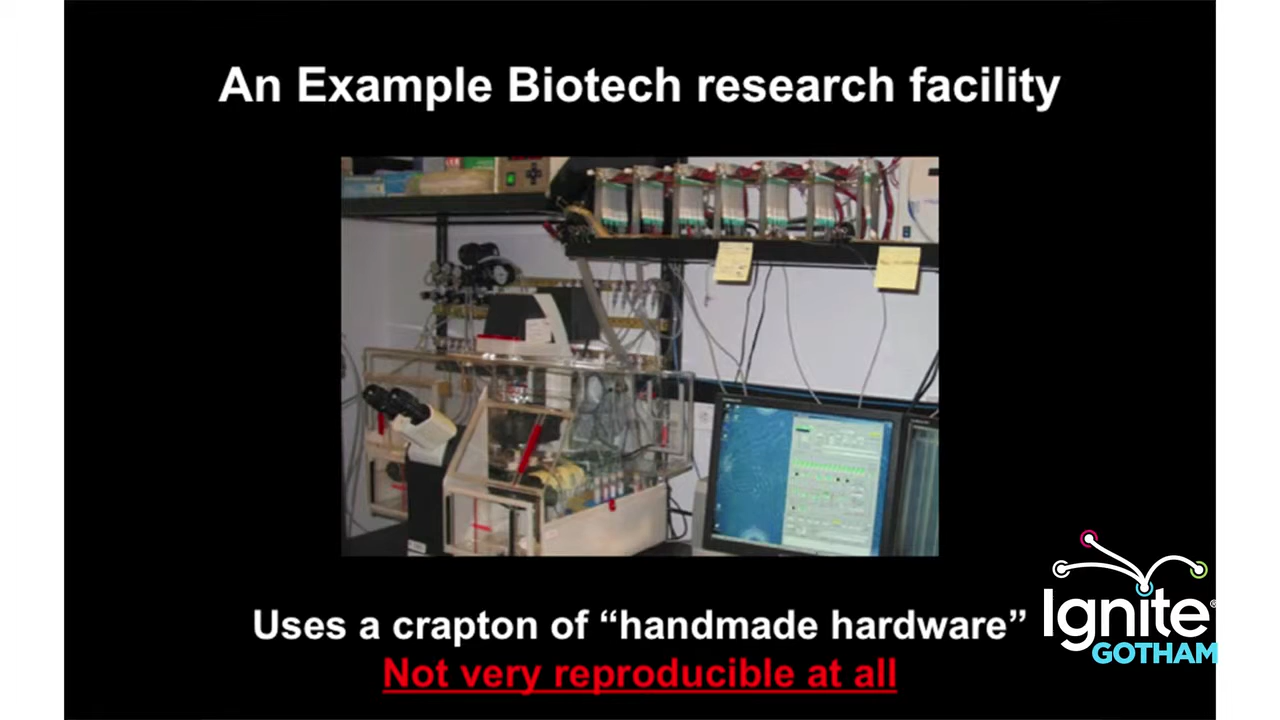 An Example Biotech research facility
Uses a crapton of “handmade hardware”
Not very reproducible at all
Ignite®
GOTHAM